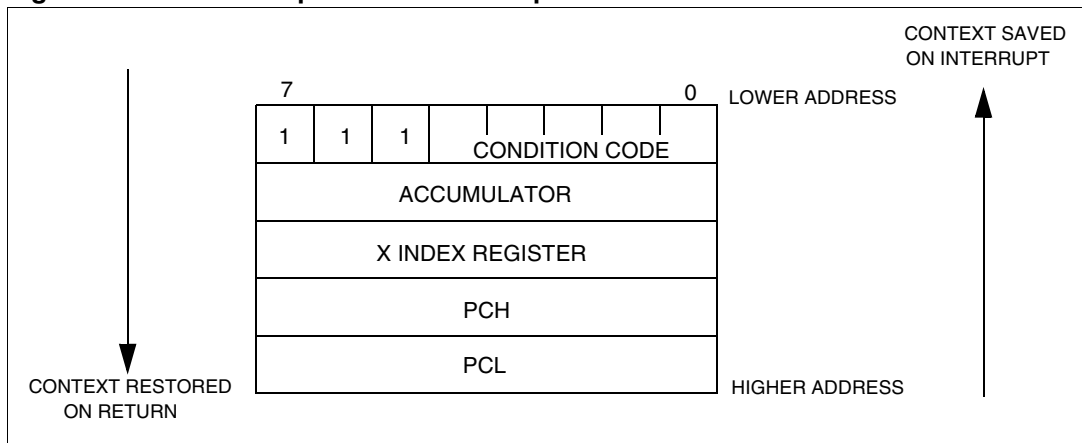 CONTEXT SAVED
ON INTERRUPT
7 0 LOWER ADDRESS
1 1 1
CONDITION CODE
ACCUMULATOR
X INDEX REGISTER
PCH
PCL
CONTEXT RESTORED
ON RETURN
HIGHER ADDRESS